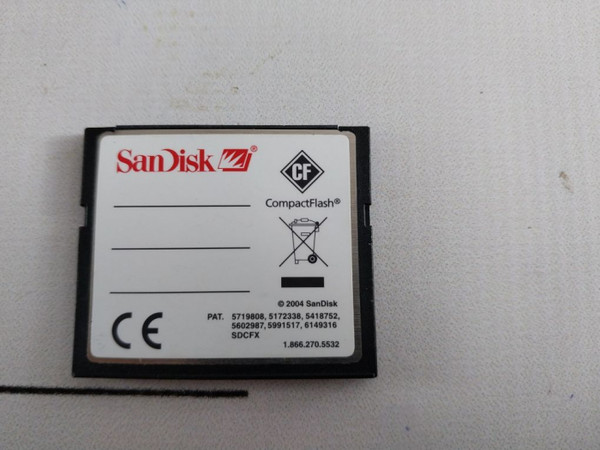 SanDisk®
CF
CompactFlash®
© 2004 SanDisk
PAT. 5719808, 5172338, 5418752,
5602987, 5991517, 6149316
SDCFX
1.866.270.5532
CE